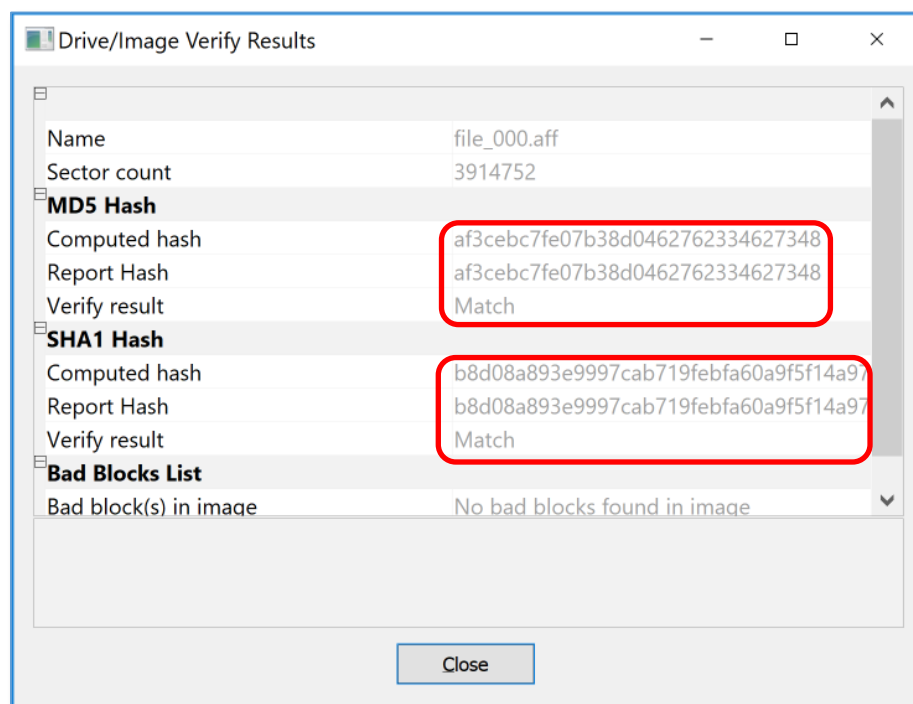 Drive/Image Verify Results
Name file_000.aff
Sector count 3914752
MD5 Hash
Computed hash af3cebc7fe07b38d0462762334627348
Report Hash af3cebc7fe07b38d0462762334627348
Verify result Match
SHA1 Hash
Computed hash b8d08a893e9997cab719febfa60a9f5f14a97
Report Hash b8d08a893e9997cab719febfa60a9f5f14a97
Verify result Match
Bad Blocks List
Bad block(s) in image No bad blocks found in image
Close